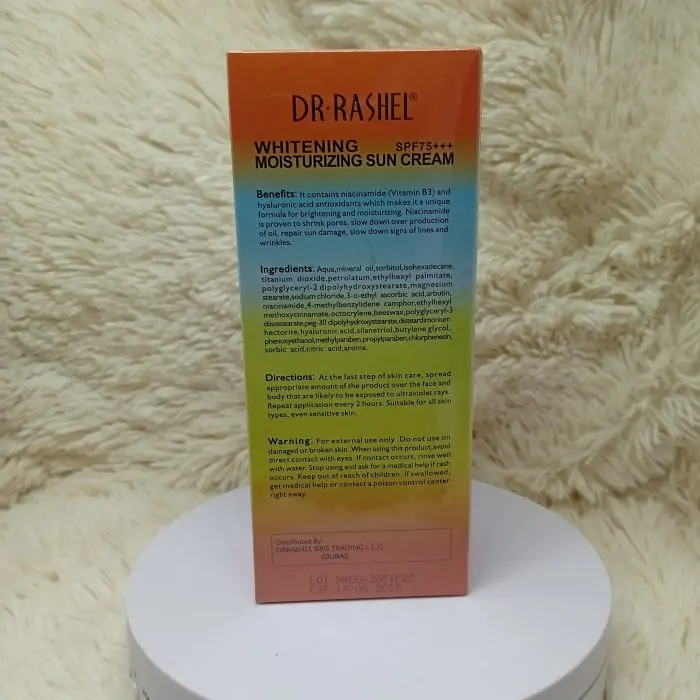 DR·RASHEL®
WHITENING SPF75+++
MOISTURIZING SUN CREAM
Benefits: It contains niacinamide (Vitamin B3) and
hyaluronic acid antioxidants which makes it a unique
formula for brightening and moisturizing. Niacinamide
is proven to shrink pores, slow down over production
of oil, repair sun damage, slow down signs of lines and
wrinkles.
Ingredients: Aqua,mineral oil,sorbitol,isohexadecane,
titanium dioxide,petrolatum,ethylhexyl palmitate,
polyglyceryl-2 dipolyhydroxystearate,magnesium
stearate,sodium chloride,3-o-ethyl ascorbic acid,arbutin,
niacinamide,4-methylbenzylidene camphor,ethylhexyl
methoxycinnamate,octocrylene,beeswax,polyglyceryl-3
diisostearate,peg-30 dipolyhydroxystearate,disteardimonium
hectorite,hyaluronic acid,silanetriol,butylene glycol,
phenoxyethanol,methylparaben,propylparaben,chlorphenesin,
sorbic acid,citric acid,aroma.
Directions: At the last step of skin care, spread
appropriate amount of the product over the face and
body that are likely to be exposed to ultraviolet rays.
Repeat application every 2 hours. Suitable for all skin
types, even sensitive skin.
Warning: For external use only .Do not use on
damaged or broken skin .When using this product,avoid
direct contact with eyes. If contact occurs, rinse well
with water. Stop using and ask for a medical help if rash
occurs. Keep out of reach of children. If swallowed,
get medical help or contact a poison control center
right away.
Distributed By:
DR.RASHEL BBG TRADING L.L.C
(DUBAI)
LOT
EXP